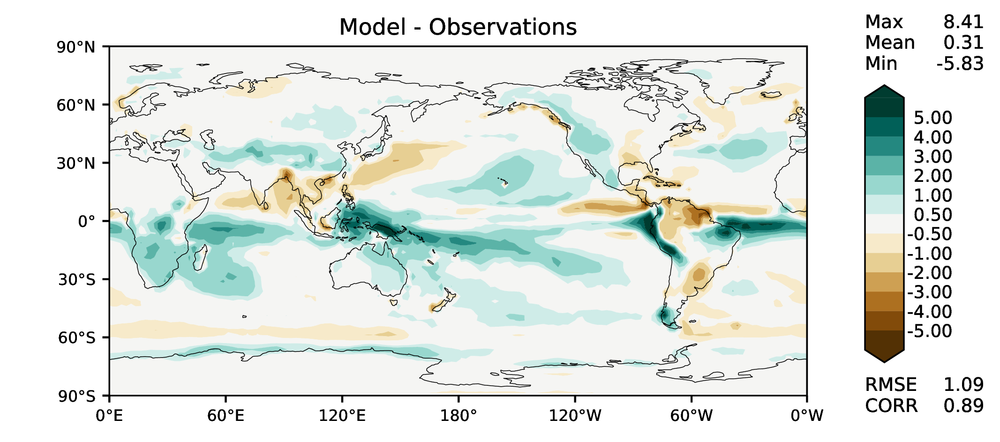 Model - Observations
Max 8.41
Mean 0.31
Min -5.83
90°N
60°N
30°N
0°
30°S
60°S
90°S
0°E 60°E 120°E 180° 120°W 60°W 0°W
5.00
4.00
3.00
2.00
1.00
0.50
-0.50
-1.00
-2.00
-3.00
-4.00
-5.00
RMSE 1.09
CORR 0.89